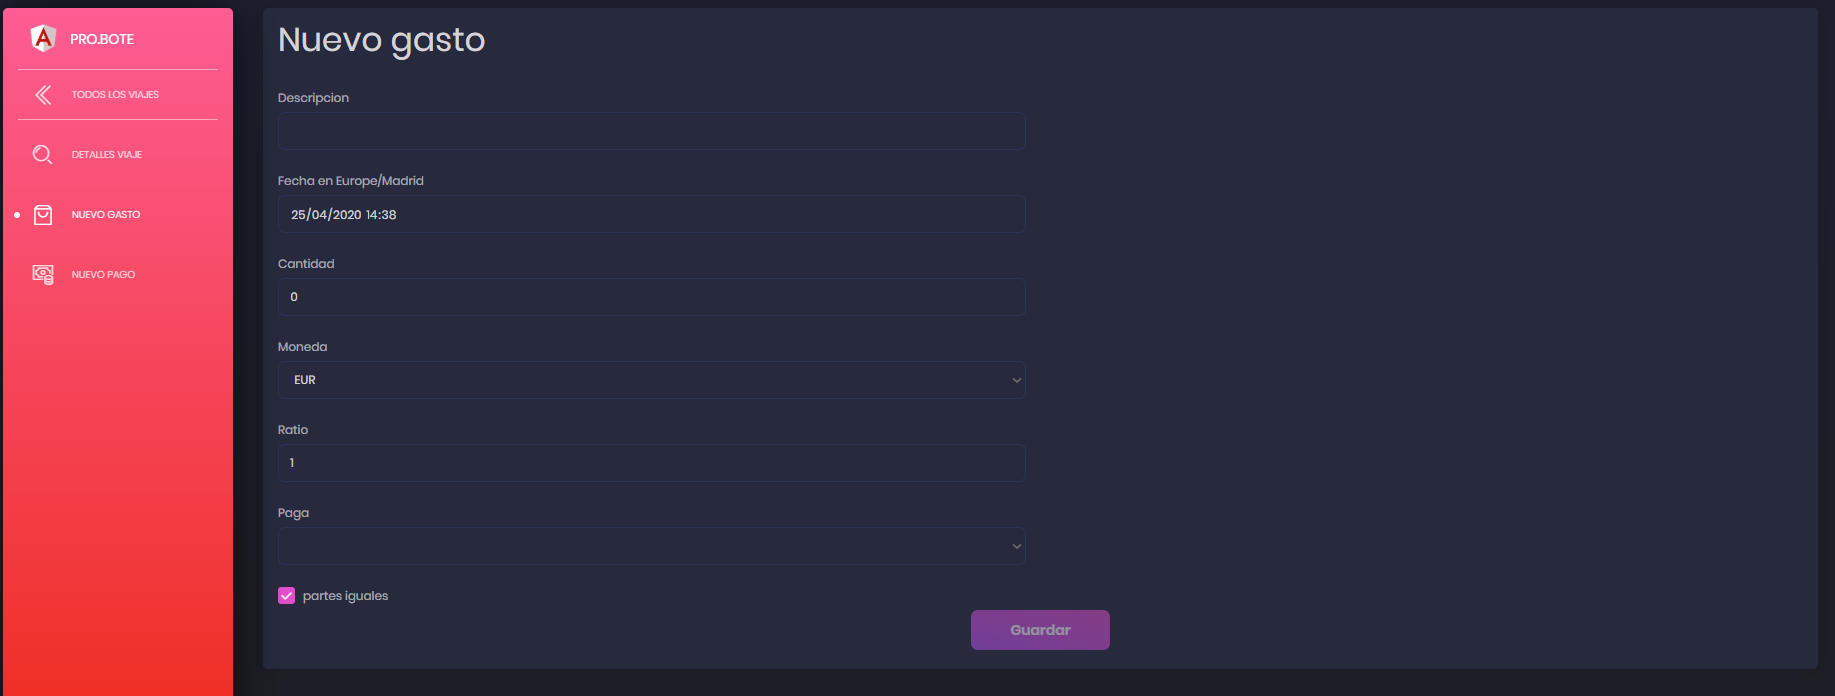 PRO.BOTE
TODOS LOS VIAJES
DETALLES VIAJE
NUEVO GASTO
NUEVO PAGO
Nuevo gasto
Descripcion
Fecha en Europe/Madrid
25/04/2020 14:38
Cantidad
0
Moneda
EUR
Ratio
1
Paga
partes iguales
Guardar